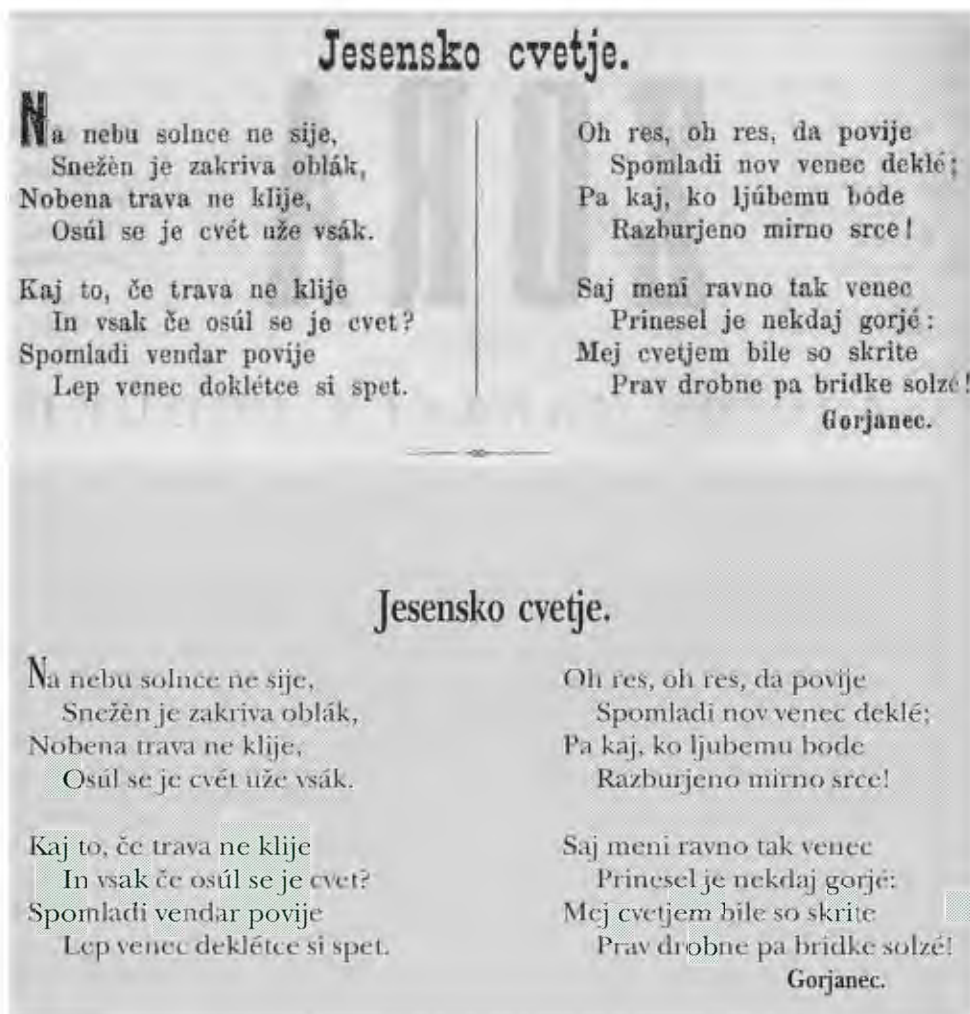 Jesensko cvetje.
Na nebu solnce ne sije,
Snežèn je zakriva oblák,
Nobena trava ne klije,
Osúl se je cvét uže vsák.
Kaj to, če trava ne klije
In vsak če osúl se je cvet?
Spomladi vendar povije
Lep venec doklétce si spet.
Oh res, oh res, da povije
Spomladi nov venec deklé;
Pa kaj, ko ljúbemu bode
Razburjeno mirno srce!
Saj meni ravno tak venec
Prinesel je nekdaj gorjé:
Mej cvetjem bile so skrite
Prav drobne pa bridke solzé!
Gorjanec.
Jesensko cvetje.
Na nebu solnce ne sije,
Snežèn je zakriva oblák,
Nobena trava ne klije,
Osúl se je cvét uže vsák.
Kaj to, če trava ne klije
In vsak če osúl se je cvet?
Spomladi vendar povije
Lep venec deklétce si spet.
Oh res, oh res, da povije
Spomladi nov venec deklé;
Pa kaj, ko ljubemu bode
Razburjeno mirno srce!
Saj meni ravno tak venec
Prinesel je nekdaj gorjé:
Mej cvetjem bile so skrite
Prav drobne pa bridke solzé!
Gorjanec.